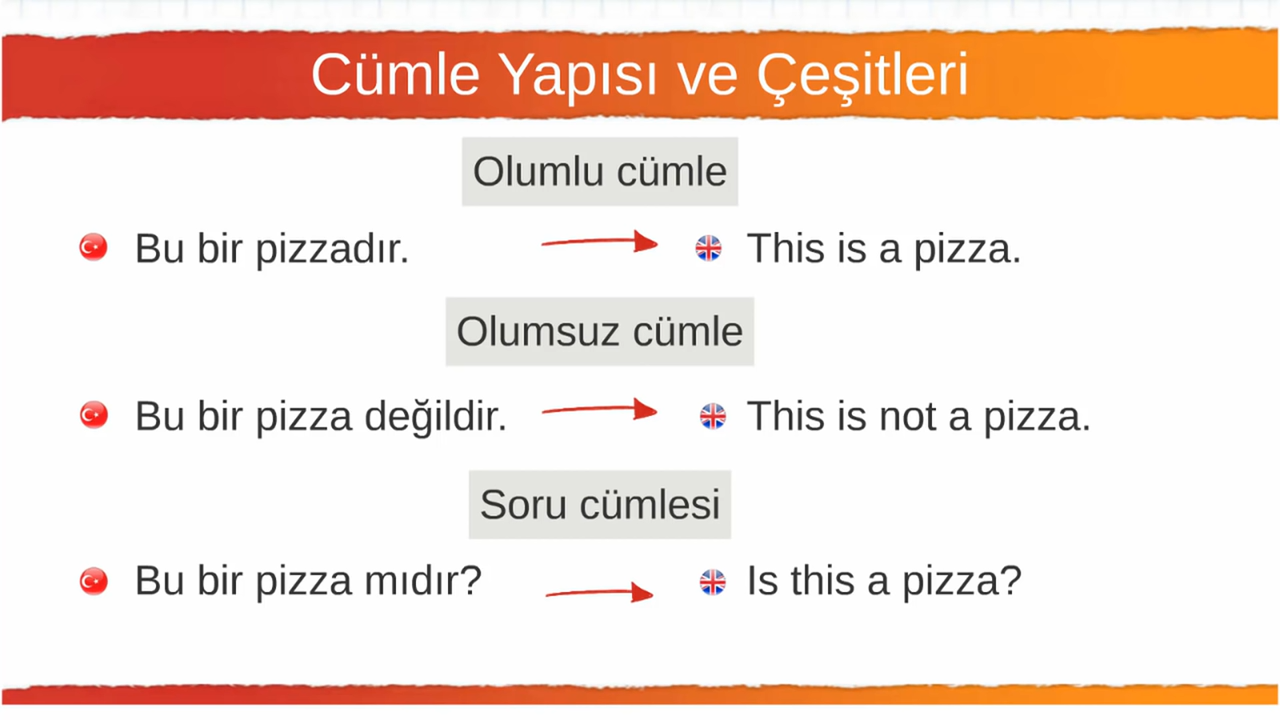 Cümle Yapısı ve Çeşitleri
Olumlu cümle
Bu bir pizzadır. This is a pizza.
Olumsuz cümle
Bu bir pizza değildir. This is not a pizza.
Soru cümlesi
Bu bir pizza mıdır? Is this a pizza?